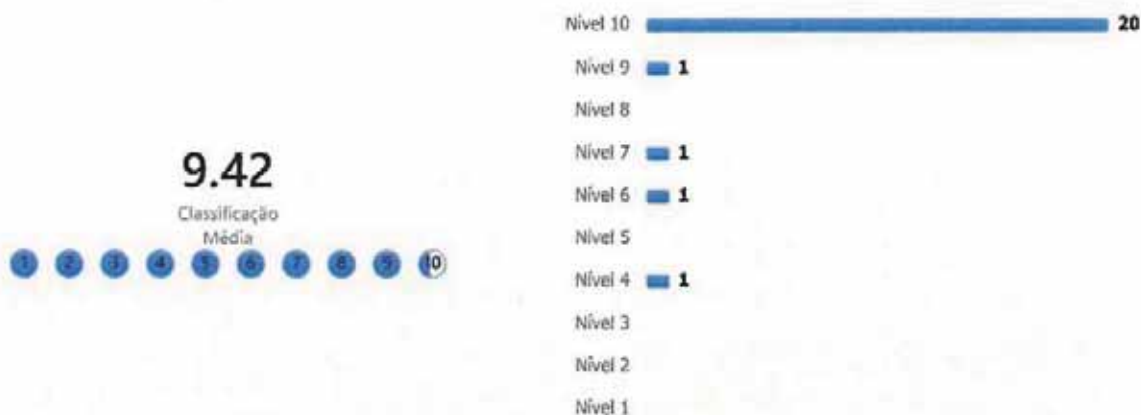 9.42
Classificação
Média
1 2 3 4 5 6 7 8 9 10
Nível 10 20
Nível 9 1
Nível 8
Nível 7 1
Nível 6 1
Nível 5
Nível 4 1
Nível 3
Nível 2
Nível 1